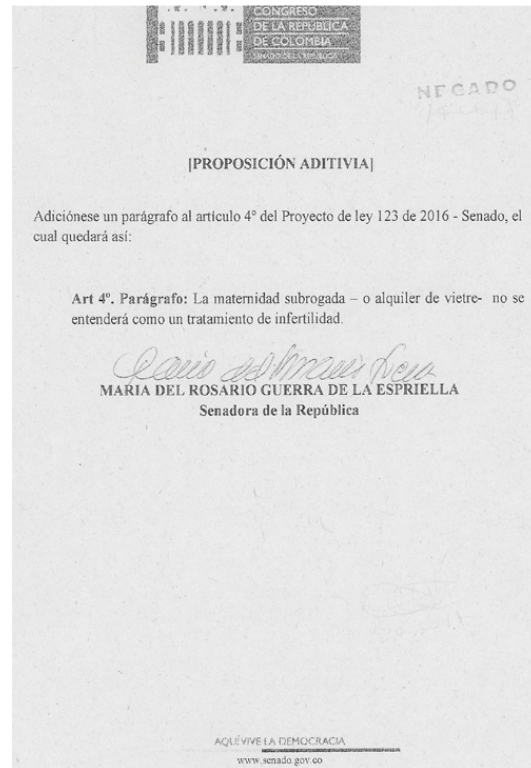 CONGRESO
DE LA REPÚBLICA
DE COLOMBIA
NEGADO
[PROPOSICIÓN ADITIVIA]
Adiciónese un parágrafo al artículo 4º del Proyecto de ley 123 de 2016 - Senado, el
cual quedará así:
Art 4º. Parágrafo: La maternidad subrogada – o alquiler de vietre- no se
entenderá como un tratamiento de infertilidad.
MARIA DEL ROSARIO GUERRA DE LA ESPRIELLA
Senadora de la República
AQUÍ VIVE LA DEMOCRACIA
www.senado.gov.co